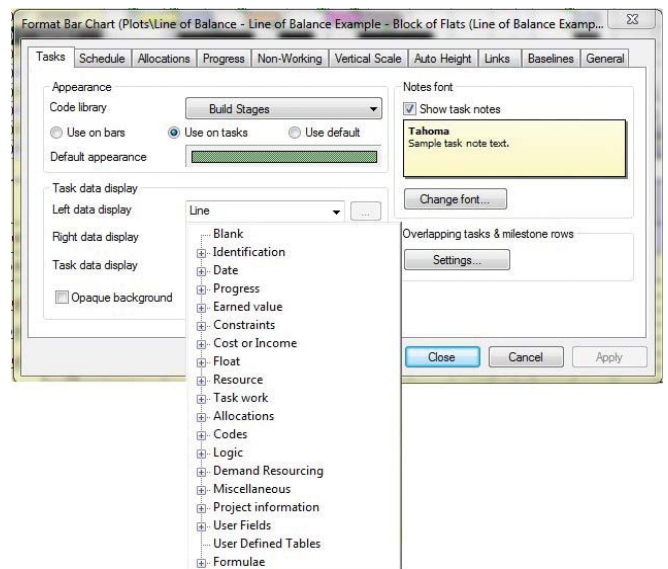 Format Bar Chart (Plots\Line of Balance - Line of Balance Example - Block of Flats (Line of Balance Examp...
Tasks Schedule Allocations Progress Non-Working Vertical Scale Auto Height Links Baselines General
Appearance
Code library Build Stages
Use on bars Use on tasks Use default
Default appearance
Notes font
Show task notes
Tahoma
Sample task note text.
Change font...
Task data display
Left data display Line ...
Right data display
Task data display
Opaque background
Overlapping tasks & milestone rows
Settings...
Blank
Identification
Date
Progress
Earned value
Constraints
Cost or Income
Float
Resource
Task work
Allocations
Codes
Logic
Demand Resourcing
Miscellaneous
Project information
User Fields
User Defined Tables
Formulae
Close Cancel Apply